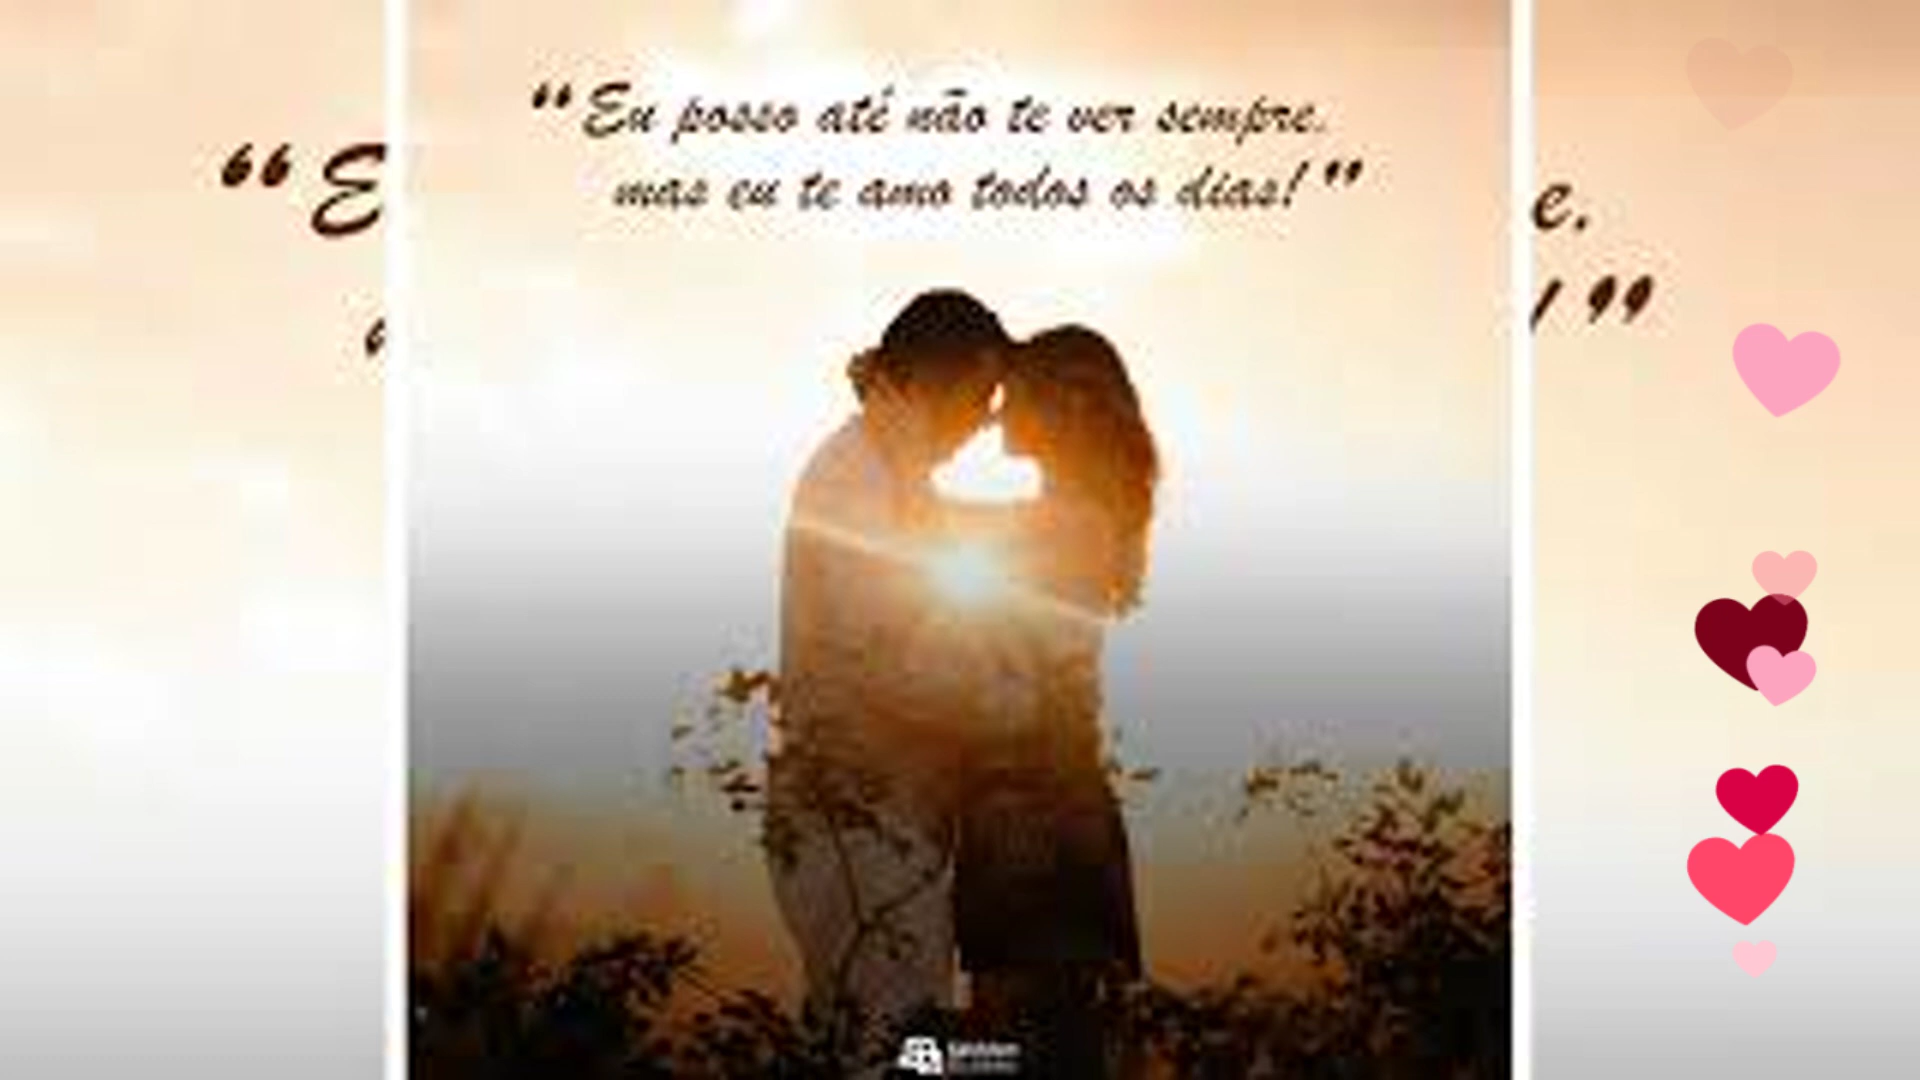 “Eu posso até não te ver sempre.
mas eu te amo todos os dias!”
“E
e.
!”